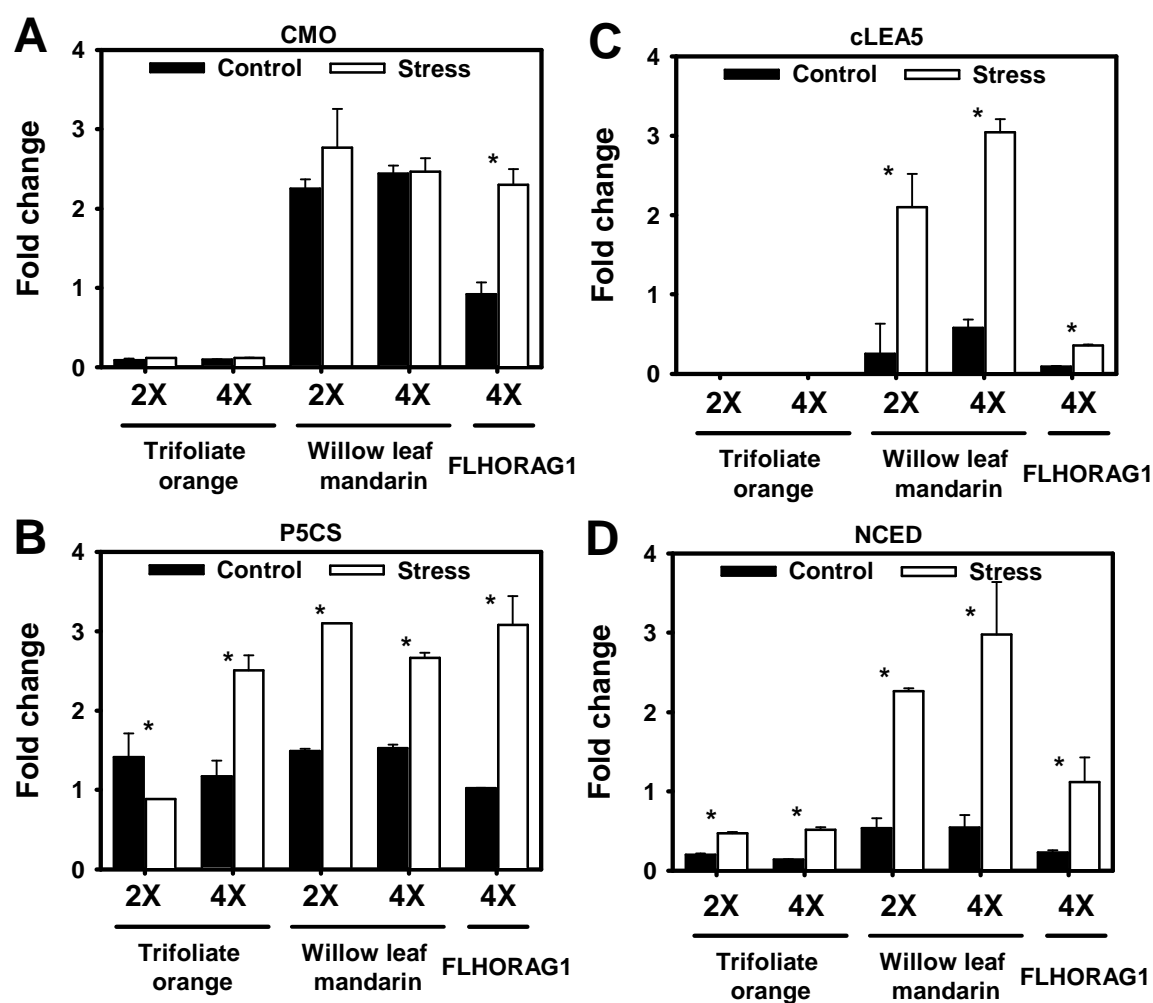 A
CMO
Control Stress
Fold change
4
3
2
1
0
2X 4X 2X 4X 4X
Trifoliate
orange
Willow leaf
mandarin
FLHORAG1
*
C
cLEA5
Control Stress
Fold change
4
3
2
1
0
* * *
2X 4X 2X 4X 4X
Trifoliate
orange
Willow leaf
mandarin
FLHORAG1
B
P5CS
Control Stress
Fold change
4
3
2
1
0
* * * * *
2X 4X 2X 4X 4X
Trifoliate
orange
Willow leaf
mandarin
FLHORAG1
D
NCED
Control Stress
Fold change
4
3
2
1
0
* * * * *
2X 4X 2X 4X 4X
Trifoliate
orange
Willow leaf
mandarin
FLHORAG1